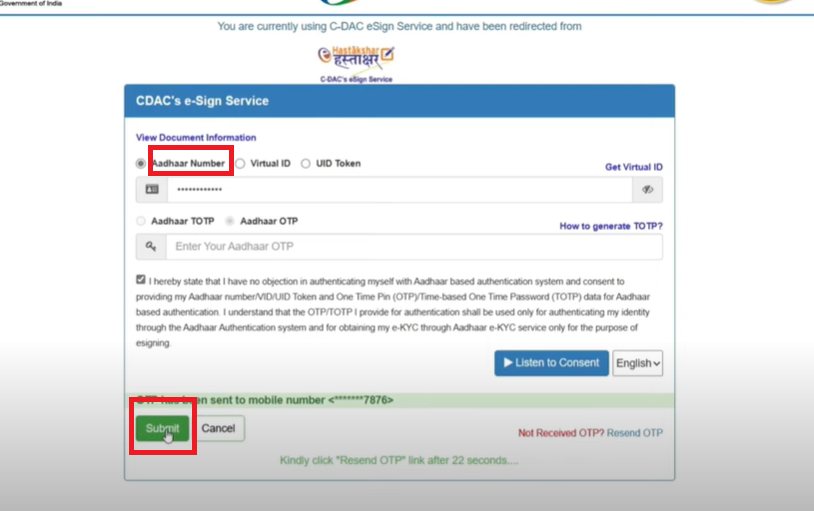 Government of India
You are currently using C-DAC eSign Service and have been redirected from
Hastākshar
हस्ताक्षर
C-DAC's eSign Service
CDAC's e-Sign Service
View Document Information
Aadhaar Number Virtual ID UID Token
Get Virtual ID
Aadhaar TOTP Aadhaar OTP
How to generate TOTP?
Enter Your Aadhaar OTP
I hereby state that I have no objection in authenticating myself with Aadhaar based authentication system and consent to
providing my Aadhaar number/VID/UID Token and One Time Pin (OTP)/Time-based One Time Password (TOTP) data for Aadhaar
based authentication. I understand that the OTP/TOTP I provide for authentication shall be used only for authenticating my identity
through the Aadhaar Authentication system and for obtaining my e-KYC through Aadhaar e-KYC service only for the purpose of
esigning.
Listen to Consent English
OTP has been sent to mobile number <*******7876>
Submit Cancel
Not Received OTP? Resend OTP
Kindly click "Resend OTP" link after 22 seconds....